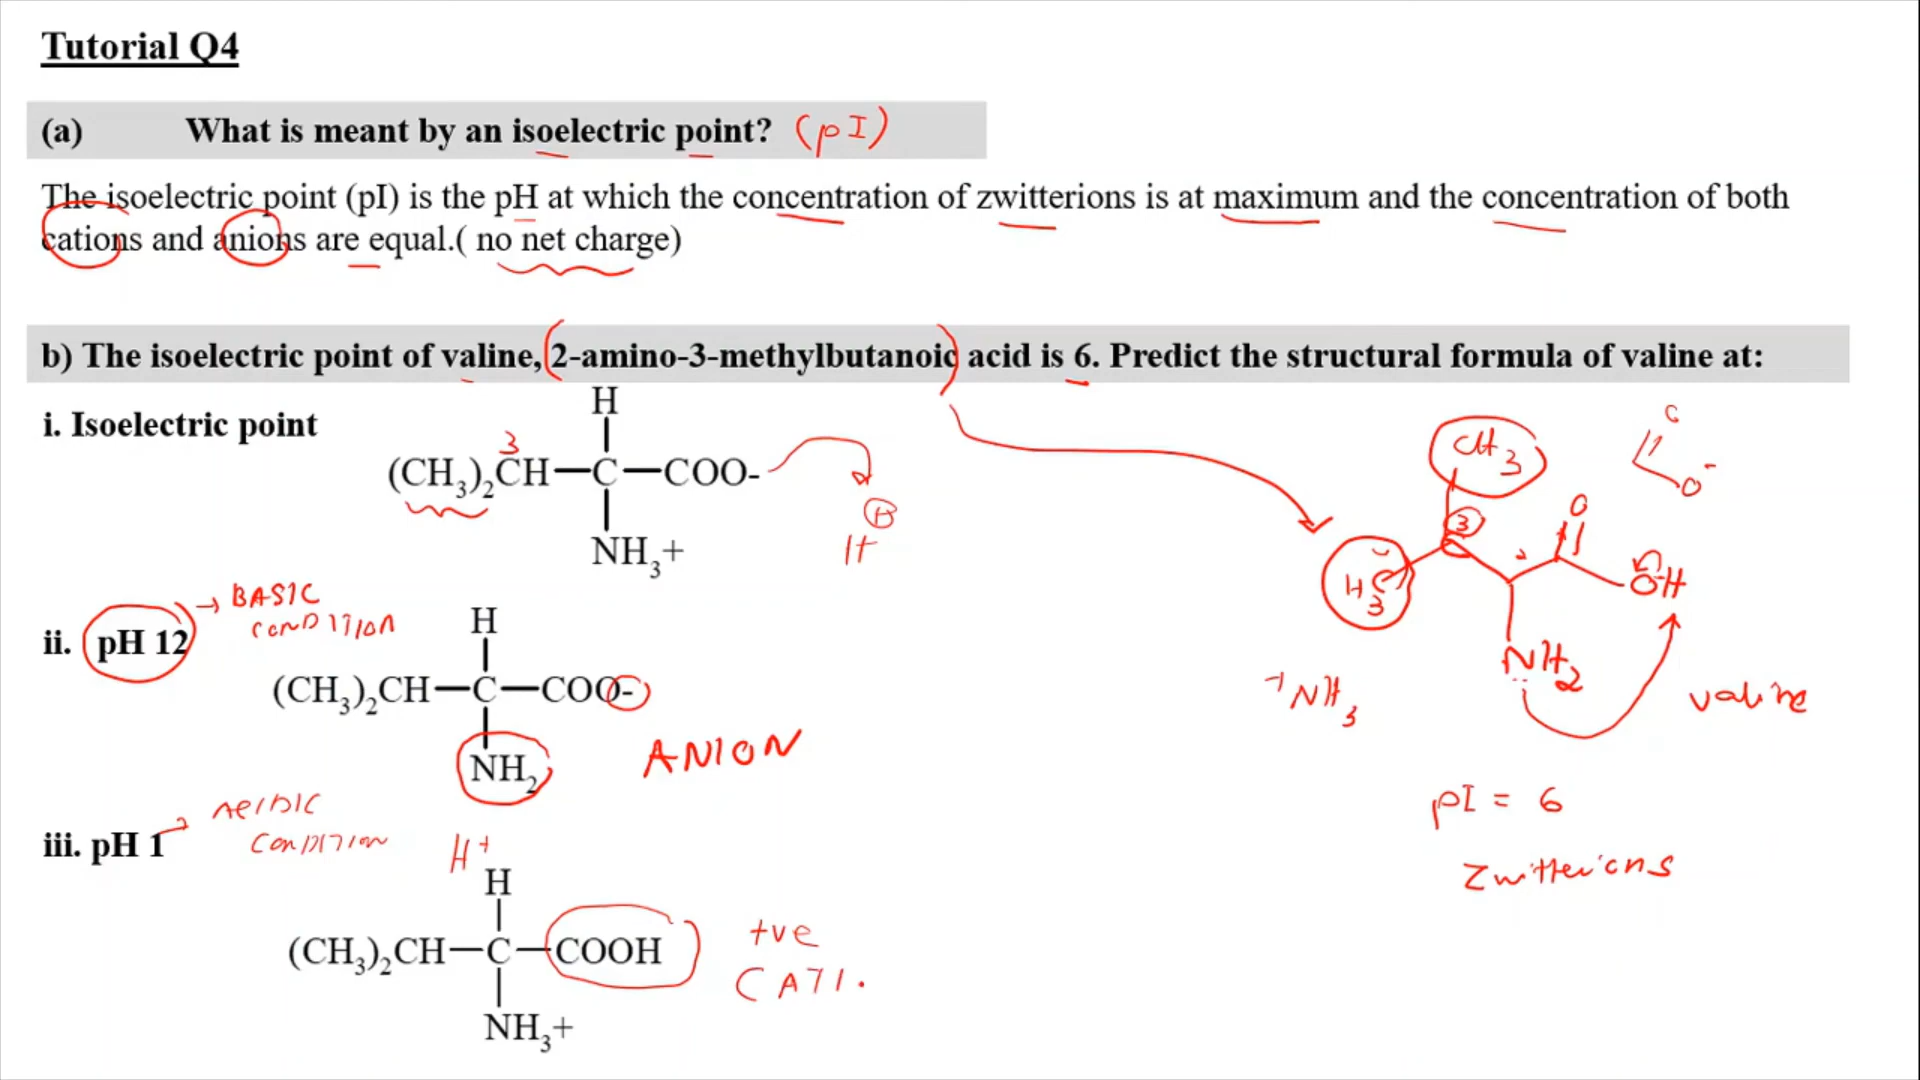 Tutorial Q4
(a) What is meant by an isoelectric point? (pI)
The isoelectric point (pI) is the pH at which the concentration of zwitterions is at maximum and the concentration of both
cations and anions are equal.( no net charge)
b) The isoelectric point of valine, (2-amino-3-methylbutanoic) acid is 6. Predict the structural formula of valine at:
i. Isoelectric point
H
3
(CH₃)₂CH—C—COO-
NH₃+
H
CH₃
3
O
H₃C
OH
NH₂
O-
+NH₃
valine
pI = 6
zwitterions
ii. pH 12 → BASIC
CONDITION
H
(CH₃)₂CH—C—COO-
NH₂
ANION
iii. pH 1 → ACIDIC
CONDITION
H+
H
(CH₃)₂CH—C—COOH
NH₃+
+ve
CATI.